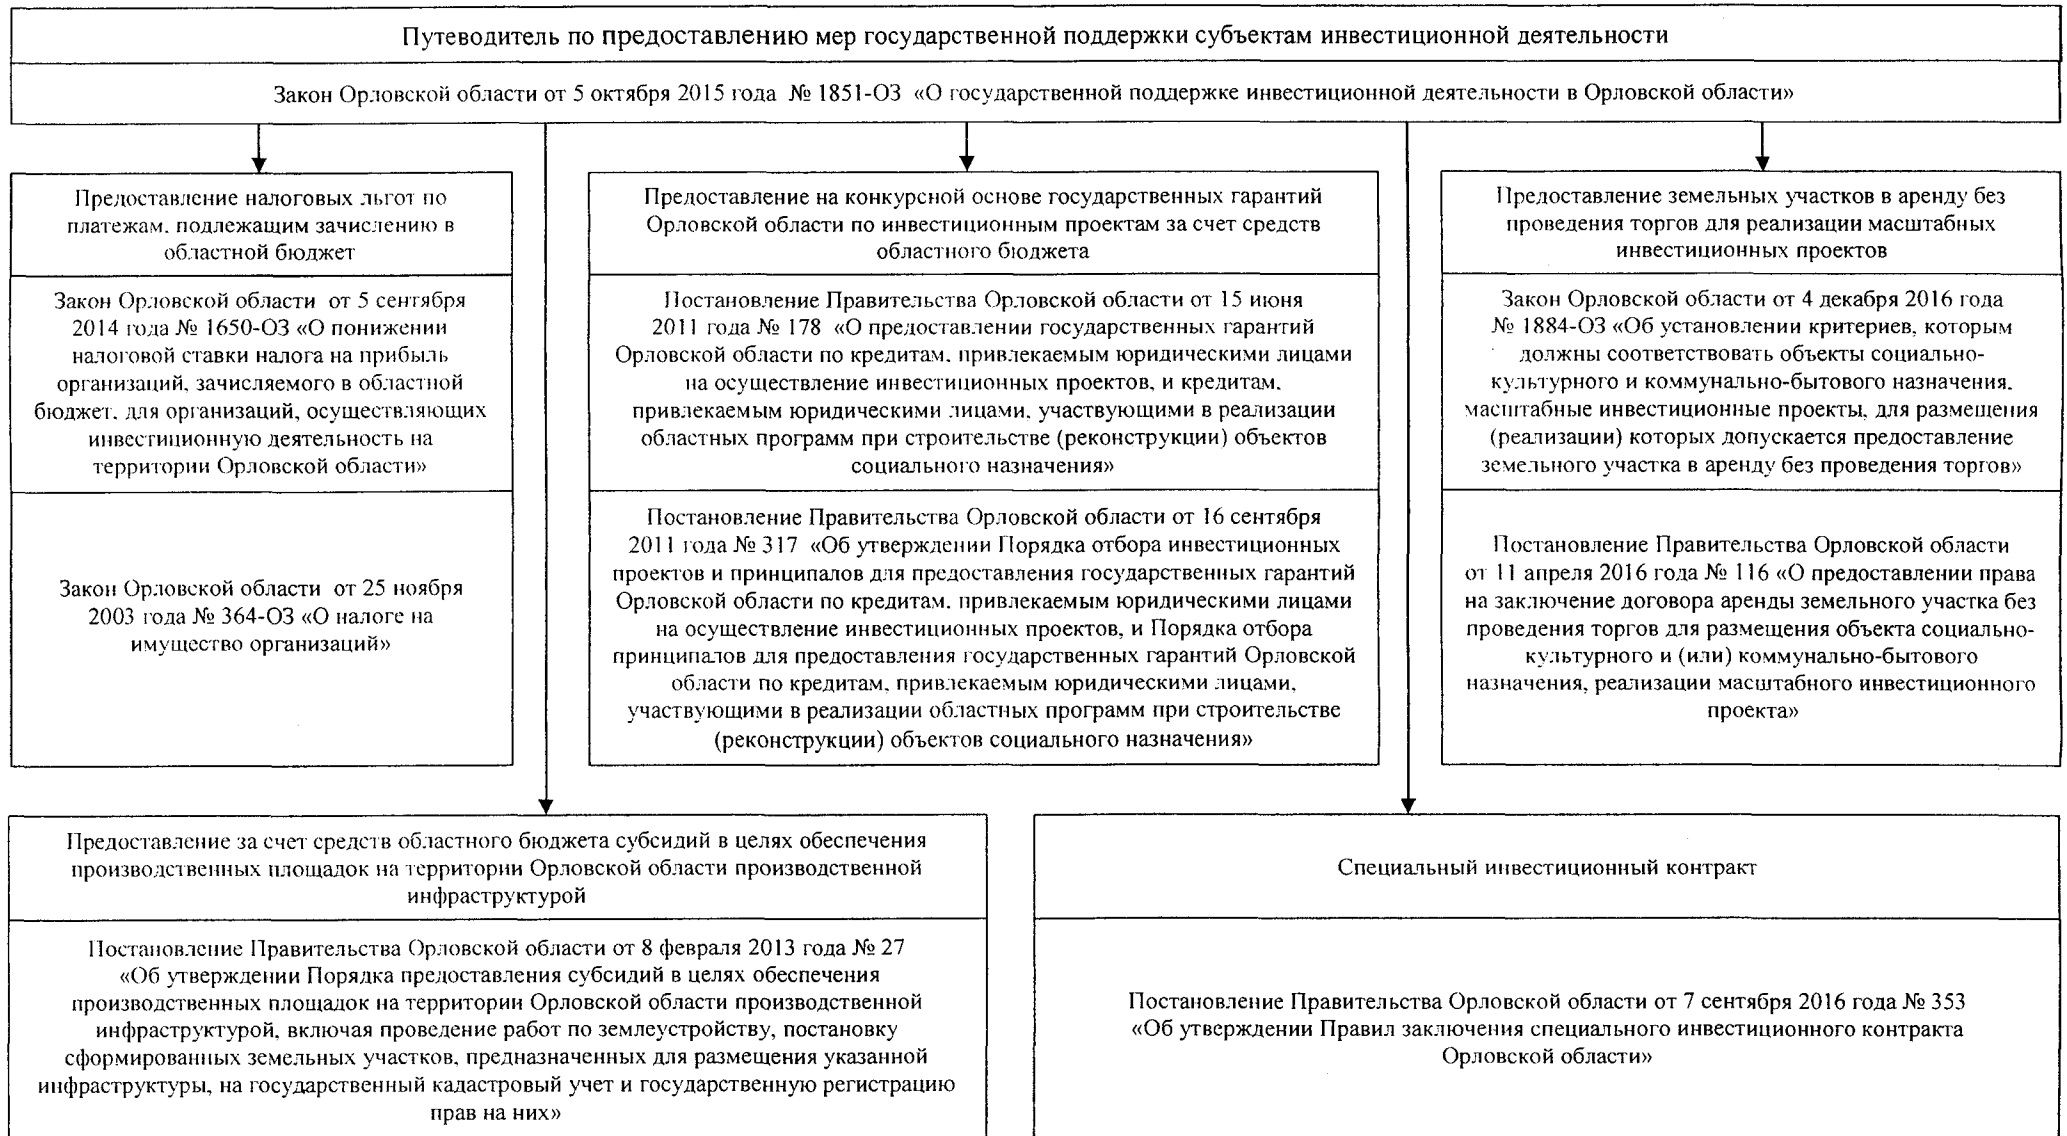 Путеводитель по предоставлению мер государственной поддержки субъектам инвестиционной деятельности
Закон Орловской области от 5 октября 2015 года № 1851-ОЗ «О государственной поддержке инвестиционной деятельности в Орловской области»
Предоставление налоговых льгот по
платежам, подлежащим зачислению в
областной бюджет
Закон Орловской области от 5 сентября
2014 года № 1650-ОЗ «О понижении
налоговой ставки налога на прибыль
организаций, зачисляемого в областной
бюджет, для организаций, осуществляющих
инвестиционную деятельность на
территории Орловской области»
Закон Орловской области от 25 ноября
2003 года № 364-ОЗ «О налоге на
имущество организаций»
Предоставление на конкурсной основе государственных гарантий
Орловской области по инвестиционным проектам за счет средств
областного бюджета
Постановление Правительства Орловской области от 15 июня
2011 года № 178 «О предоставлении государственных гарантий
Орловской области по кредитам, привлекаемым юридическими лицами
на осуществление инвестиционных проектов, и кредитам,
привлекаемым юридическими лицами, участвующими в реализации
областных программ при строительстве (реконструкции) объектов
социального назначения»
Постановление Правительства Орловской области от 16 сентября
2011 года № 317 «Об утверждении Порядка отбора инвестиционных
проектов и принципалов для предоставления государственных гарантий
Орловской области по кредитам, привлекаемым юридическими лицами
на осуществление инвестиционных проектов, и Порядка отбора
принципалов для предоставления государственных гарантий Орловской
области по кредитам, привлекаемым юридическими лицами,
участвующими в реализации областных программ при строительстве
(реконструкции) объектов социального назначения»
Предоставление земельных участков в аренду без
проведения торгов для реализации масштабных
инвестиционных проектов
Закон Орловской области от 4 декабря 2016 года
№ 1884-ОЗ «Об установлении критериев, которым
должны соответствовать объекты социально-
культурного и коммунально-бытового назначения,
масштабные инвестиционные проекты, для размещения
(реализации) которых допускается предоставление
земельного участка в аренду без проведения торгов»
Постановление Правительства Орловской области
от 11 апреля 2016 года № 116 «О предоставлении права
на заключение договора аренды земельного участка без
проведения торгов для размещения объекта социально-
культурного и (или) коммунально-бытового
назначения, реализации масштабного инвестиционного
проекта»
Предоставление за счет средств областного бюджета субсидий в целях обеспечения
производственных площадок на территории Орловской области производственной
инфраструктурой
Постановление Правительства Орловской области от 8 февраля 2013 года № 27
«Об утверждении Порядка предоставления субсидий в целях обеспечения
производственных площадок на территории Орловской области производственной
инфраструктурой, включая проведение работ по землеустройству, постановку
сформированных земельных участков, предназначенных для размещения указанной
инфраструктуры, на государственный кадастровый учет и государственную регистрацию
прав на них»
Специальный инвестиционный контракт
Постановление Правительства Орловской области от 7 сентября 2016 года № 353
«Об утверждении Правил заключения специального инвестиционного контракта
Орловской области»